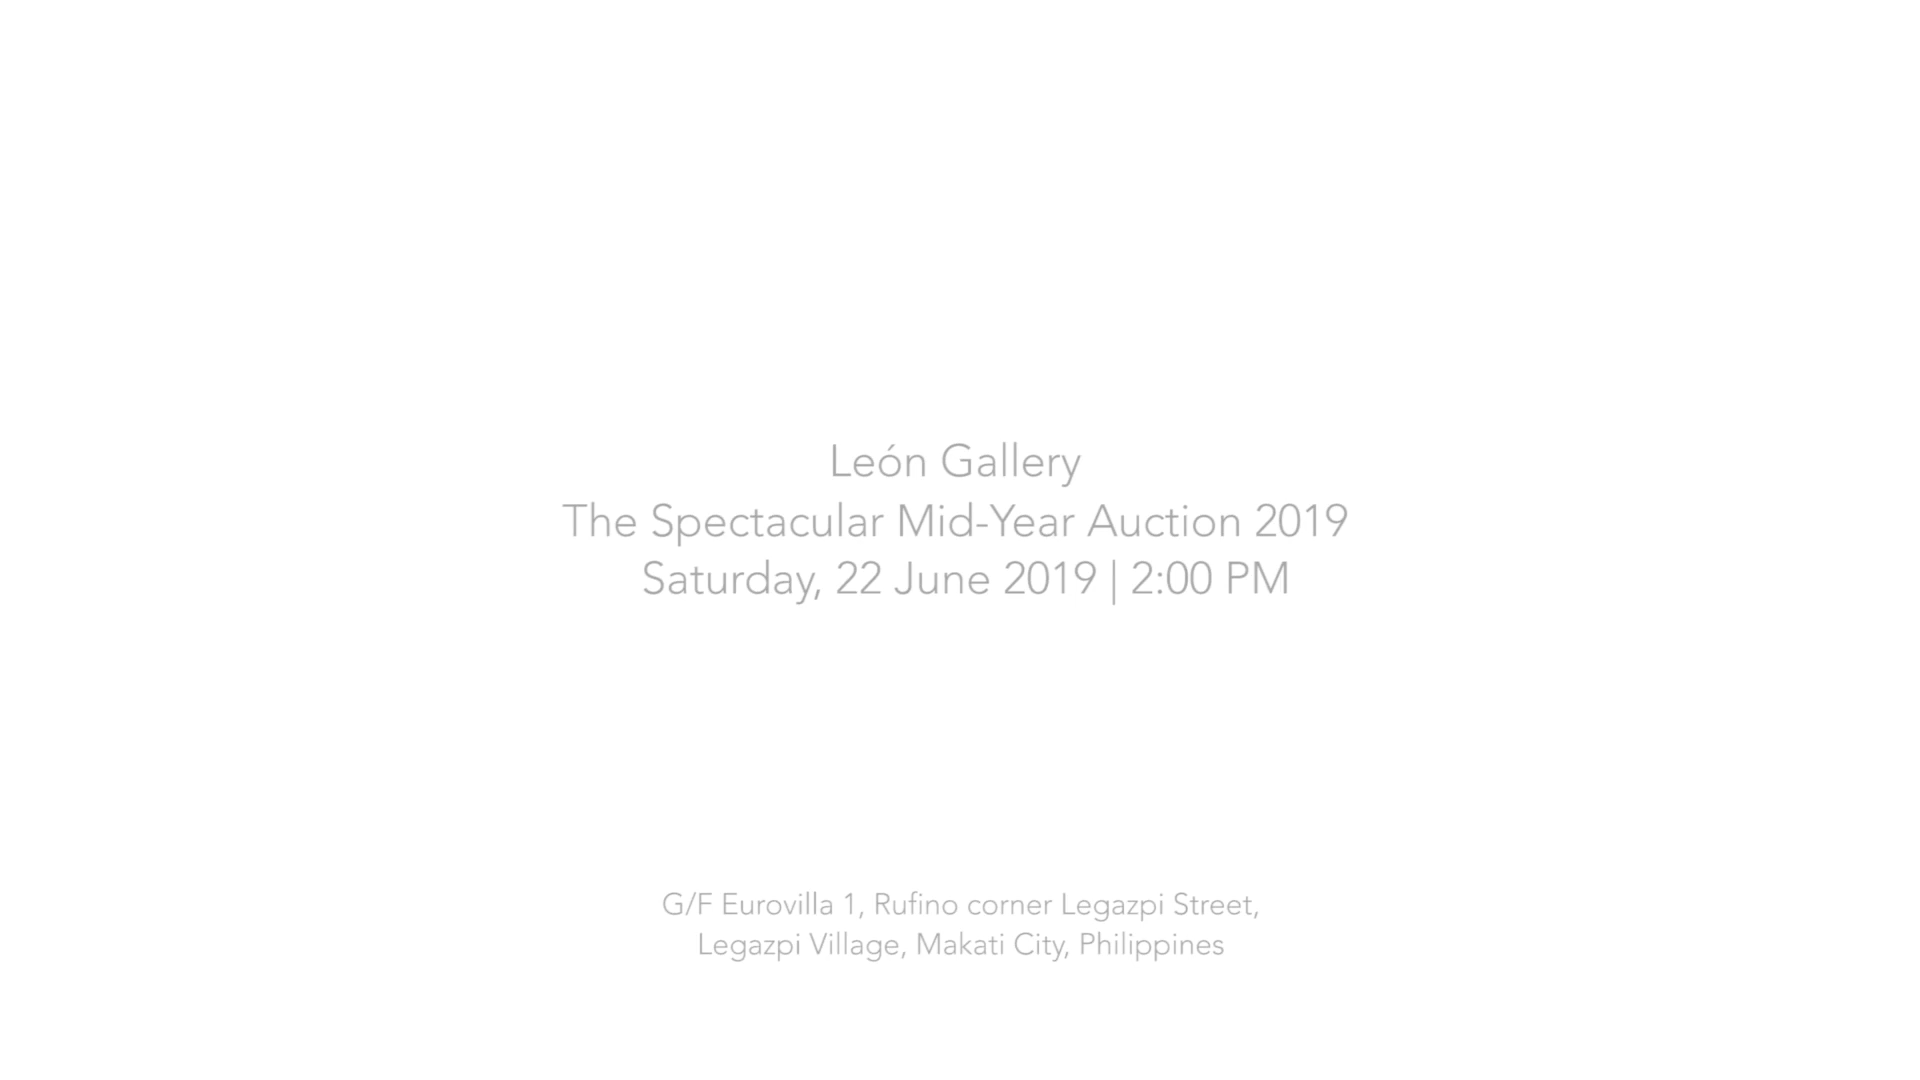 León Gallery
The Spectacular Mid-Year Auction 2019
Saturday, 22 June 2019 | 2:00 PM
G/F Eurovilla 1, Rufino corner Legazpi Street,
Legazpi Village, Makati City, Philippines